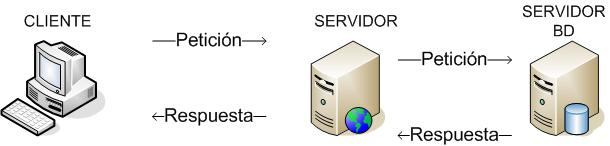 CLIENTE
SERVIDOR
SERVIDOR
BD
Petición
Petición
Respuesta
Respuesta